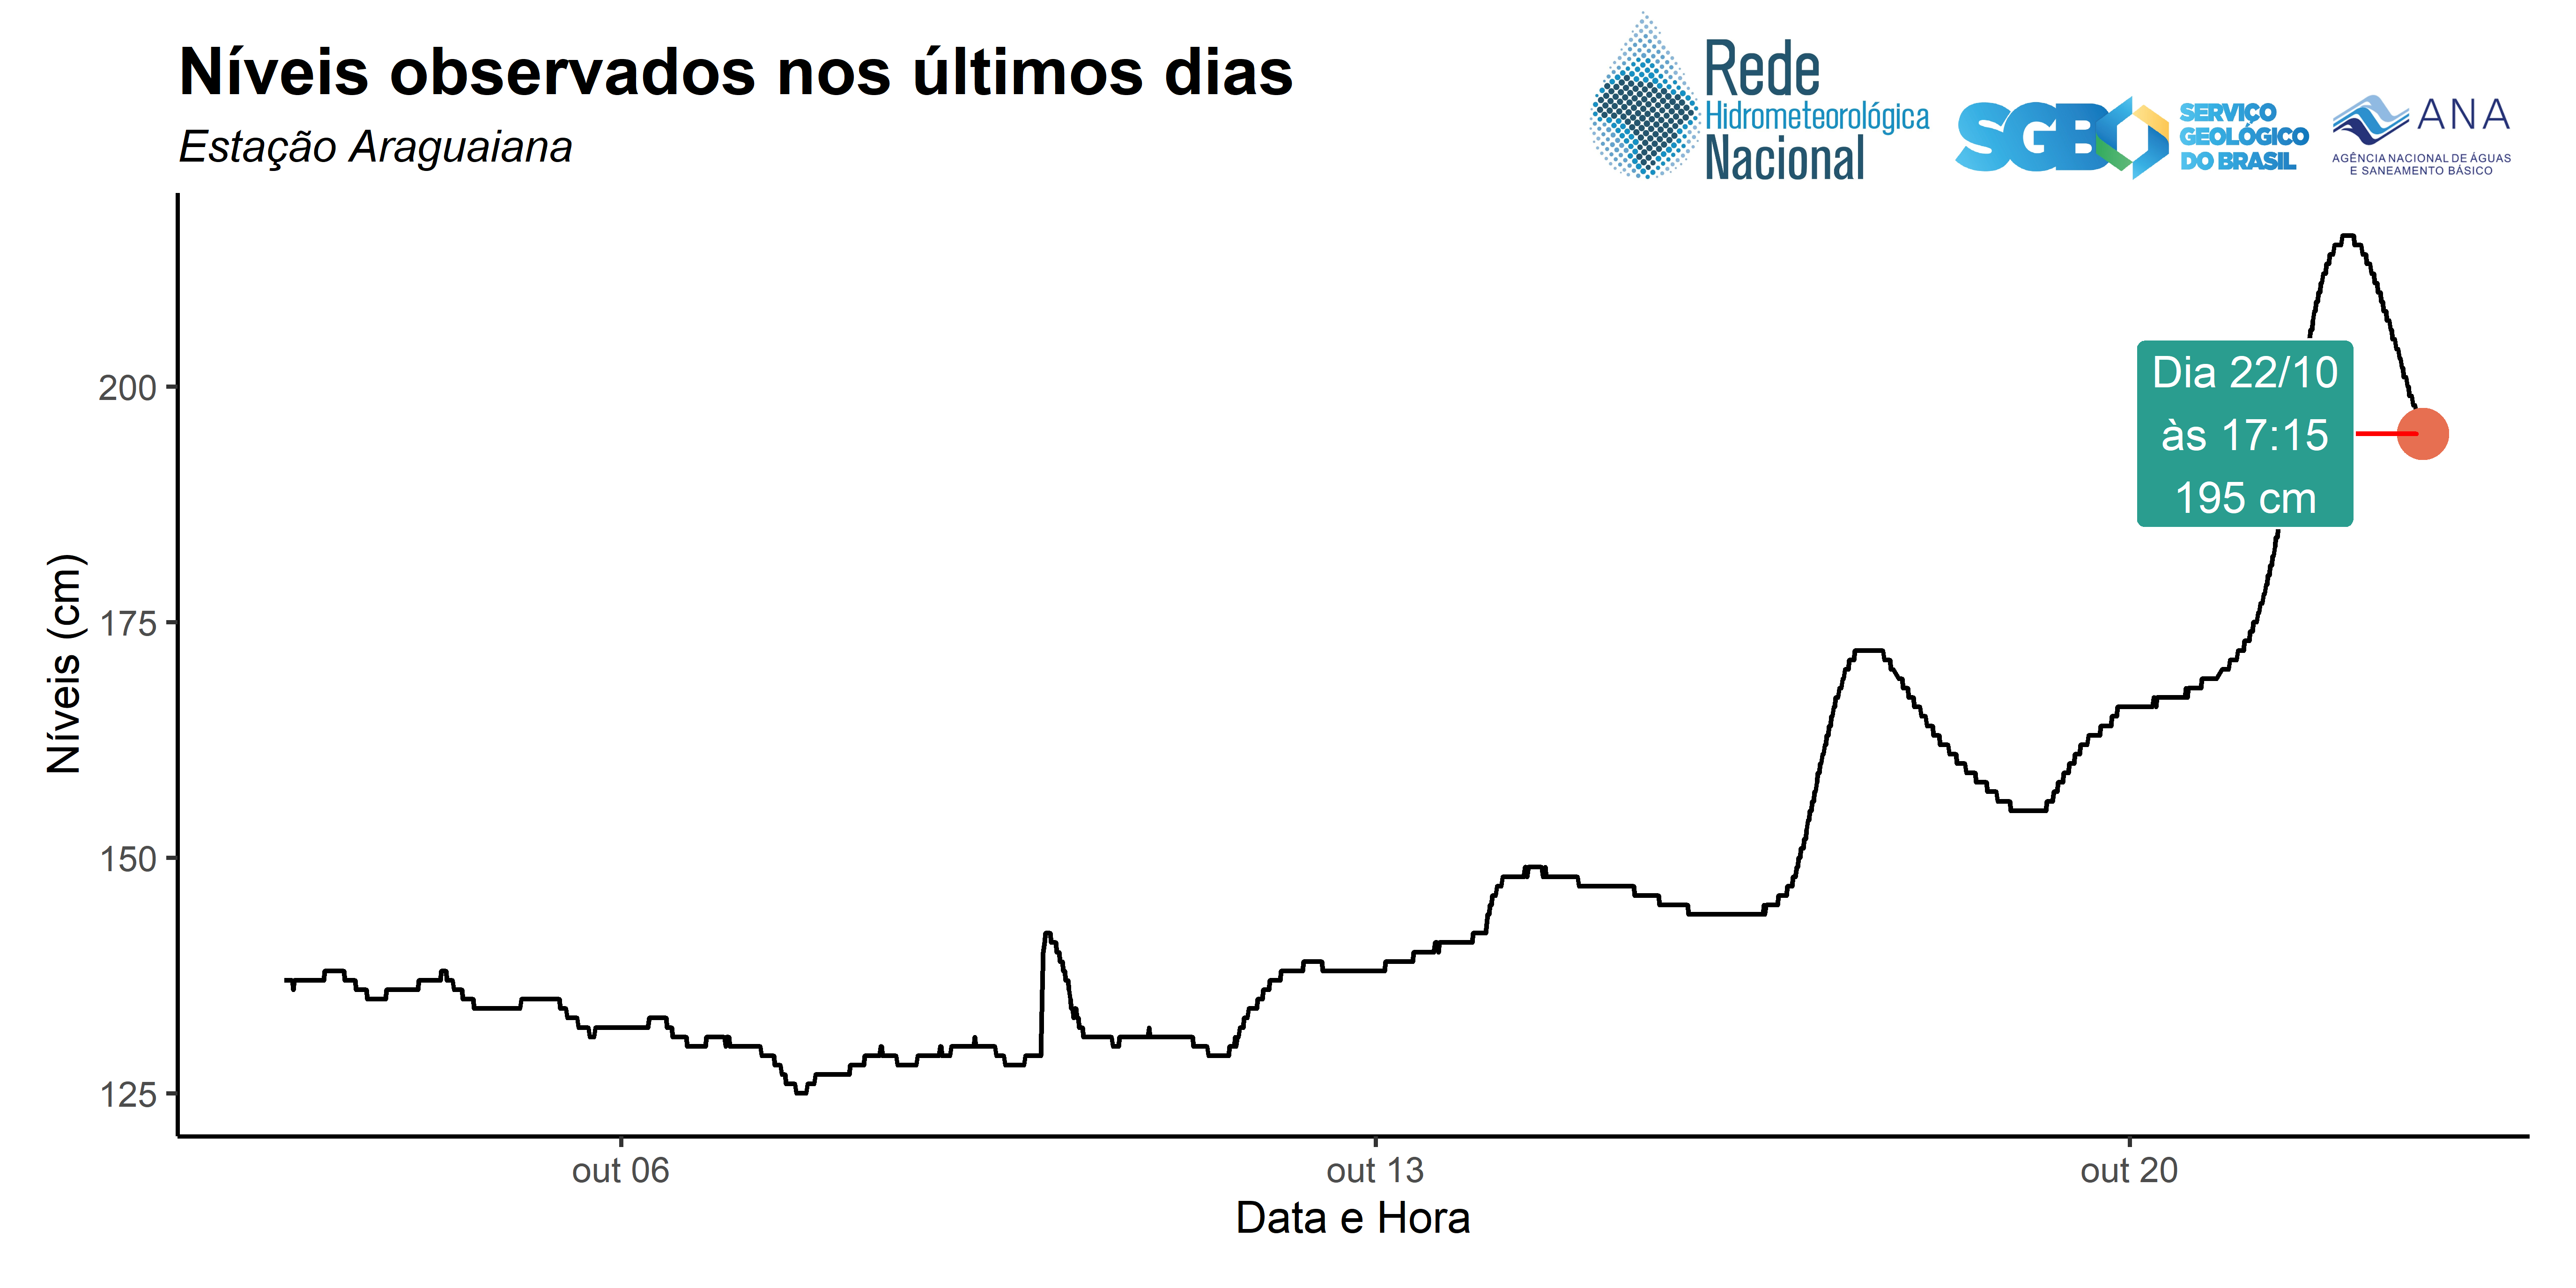 Níveis observados nos últimos dias
Estação Araguaiana
Rede
Hidrometeorológica
Nacional
SGB
SERVIÇO
GEOLÓGICO
DO BRASIL
ANA
AGÊNCIA NACIONAL DE ÁGUAS
E SANEAMENTO BÁSICO
Níveis (cm)
200
175
150
125
Dia 22/10
às 17:15
195 cm
out 06
out 13
out 20
Data e Hora